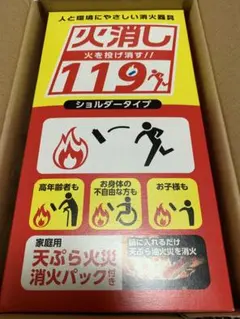 人と環境にやさしい消火器具
火消し
火を投げ消す!!
119
ショルダータイプ
高年齢者も
お身体の
不自由な方も
お子様も
家庭用
天ぷら火災
消火パック付き
鍋に入れるだけ
天ぷら油火災を消火